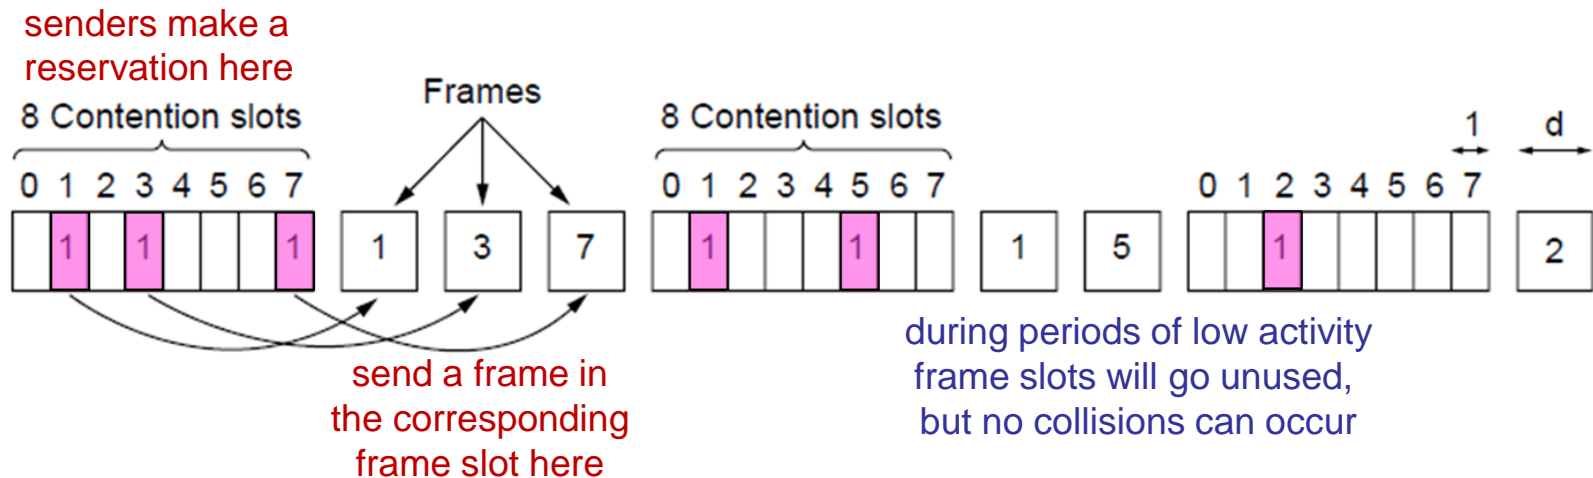 senders make a
reservation here
8 Contention slots
Frames
8 Contention slots
1 d
0 1 2 3 4 5 6 7
0 1 2 3 4 5 6 7
0 1 2 3 4 5 6 7
1 1 1
1 3 7
1 1
1 5
1
2
send a frame in
the corresponding
frame slot here
during periods of low activity
frame slots will go unused,
but no collisions can occur